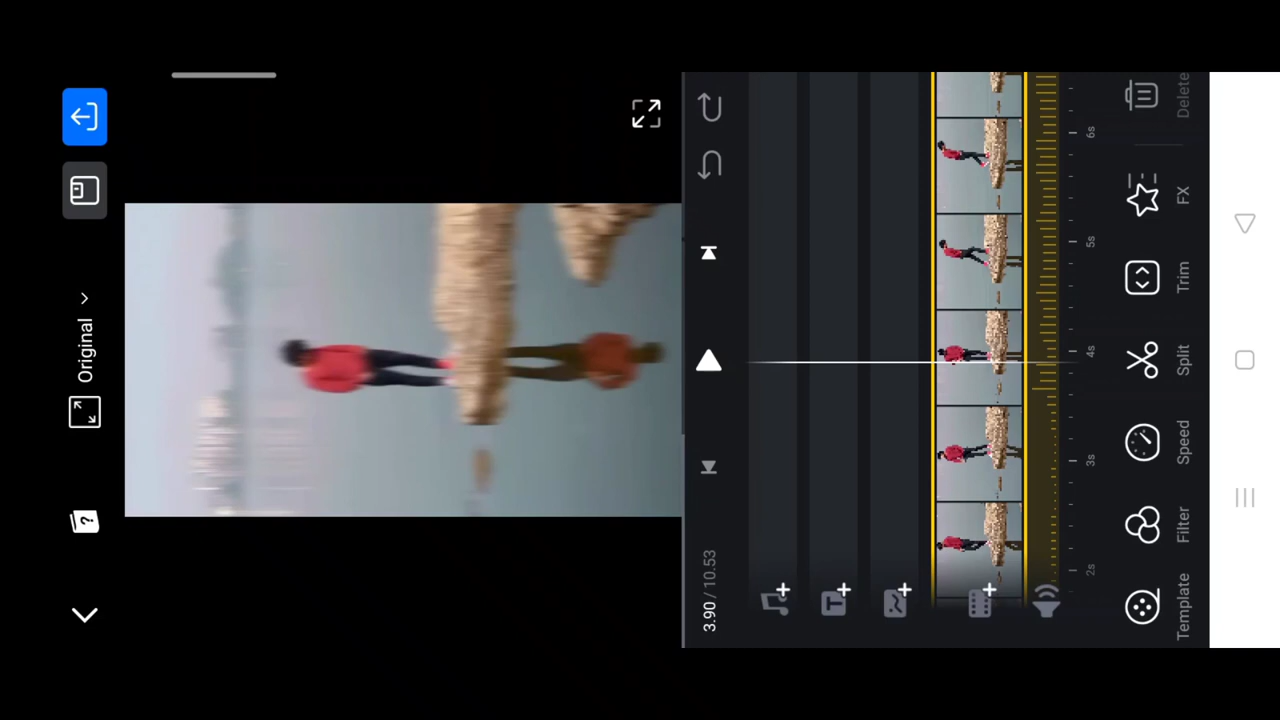 Original
?
3.90 / 10.53
T
2s
3s
4s
5s
6s
Template
Filter
Speed
Split
Trim
FX
Delete